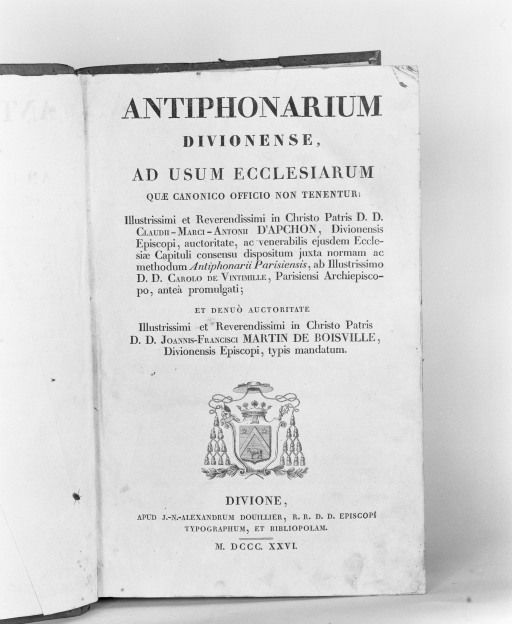 ANTIPHONARIUM
DIVIONENSE,
AD USUM ECCLESIARUM
QUÆ CANONICO OFFICIO NON TENENTUR:
Illustrissimi et Reverendissimi in Christo Patris D. D.
CLAUDII-MARCI-ANTONII D'APCHON, Divionensis
Episcopi, auctoritate, ac venerabilis ejusdem Eccle-
siæ Capituli consensu dispositum juxta normam ac
methodum Antiphonarii Parisiensis, ab Illustrissimo
D. D. CAROLO DE VINTIMILLE, Parisiensi Archiepisco-
po, anteà promulgati;
ET DENUÒ AUCTORITATE
Illustrissimi et Reverendissimi in Christo Patris
D. D. JOANNIS-FRANCISCI MARTIN DE BOISVILLE,
Divionensis Episcopi, typis mandatum.
DIVIONE,
APUD J.-N.-ALEXANDRUM DOUILLIER, R. R. D. D. EPISCOPI
TYPOGRAPHUM, ET BIBLIOPOLAM.
M. DCCC. XXVI.